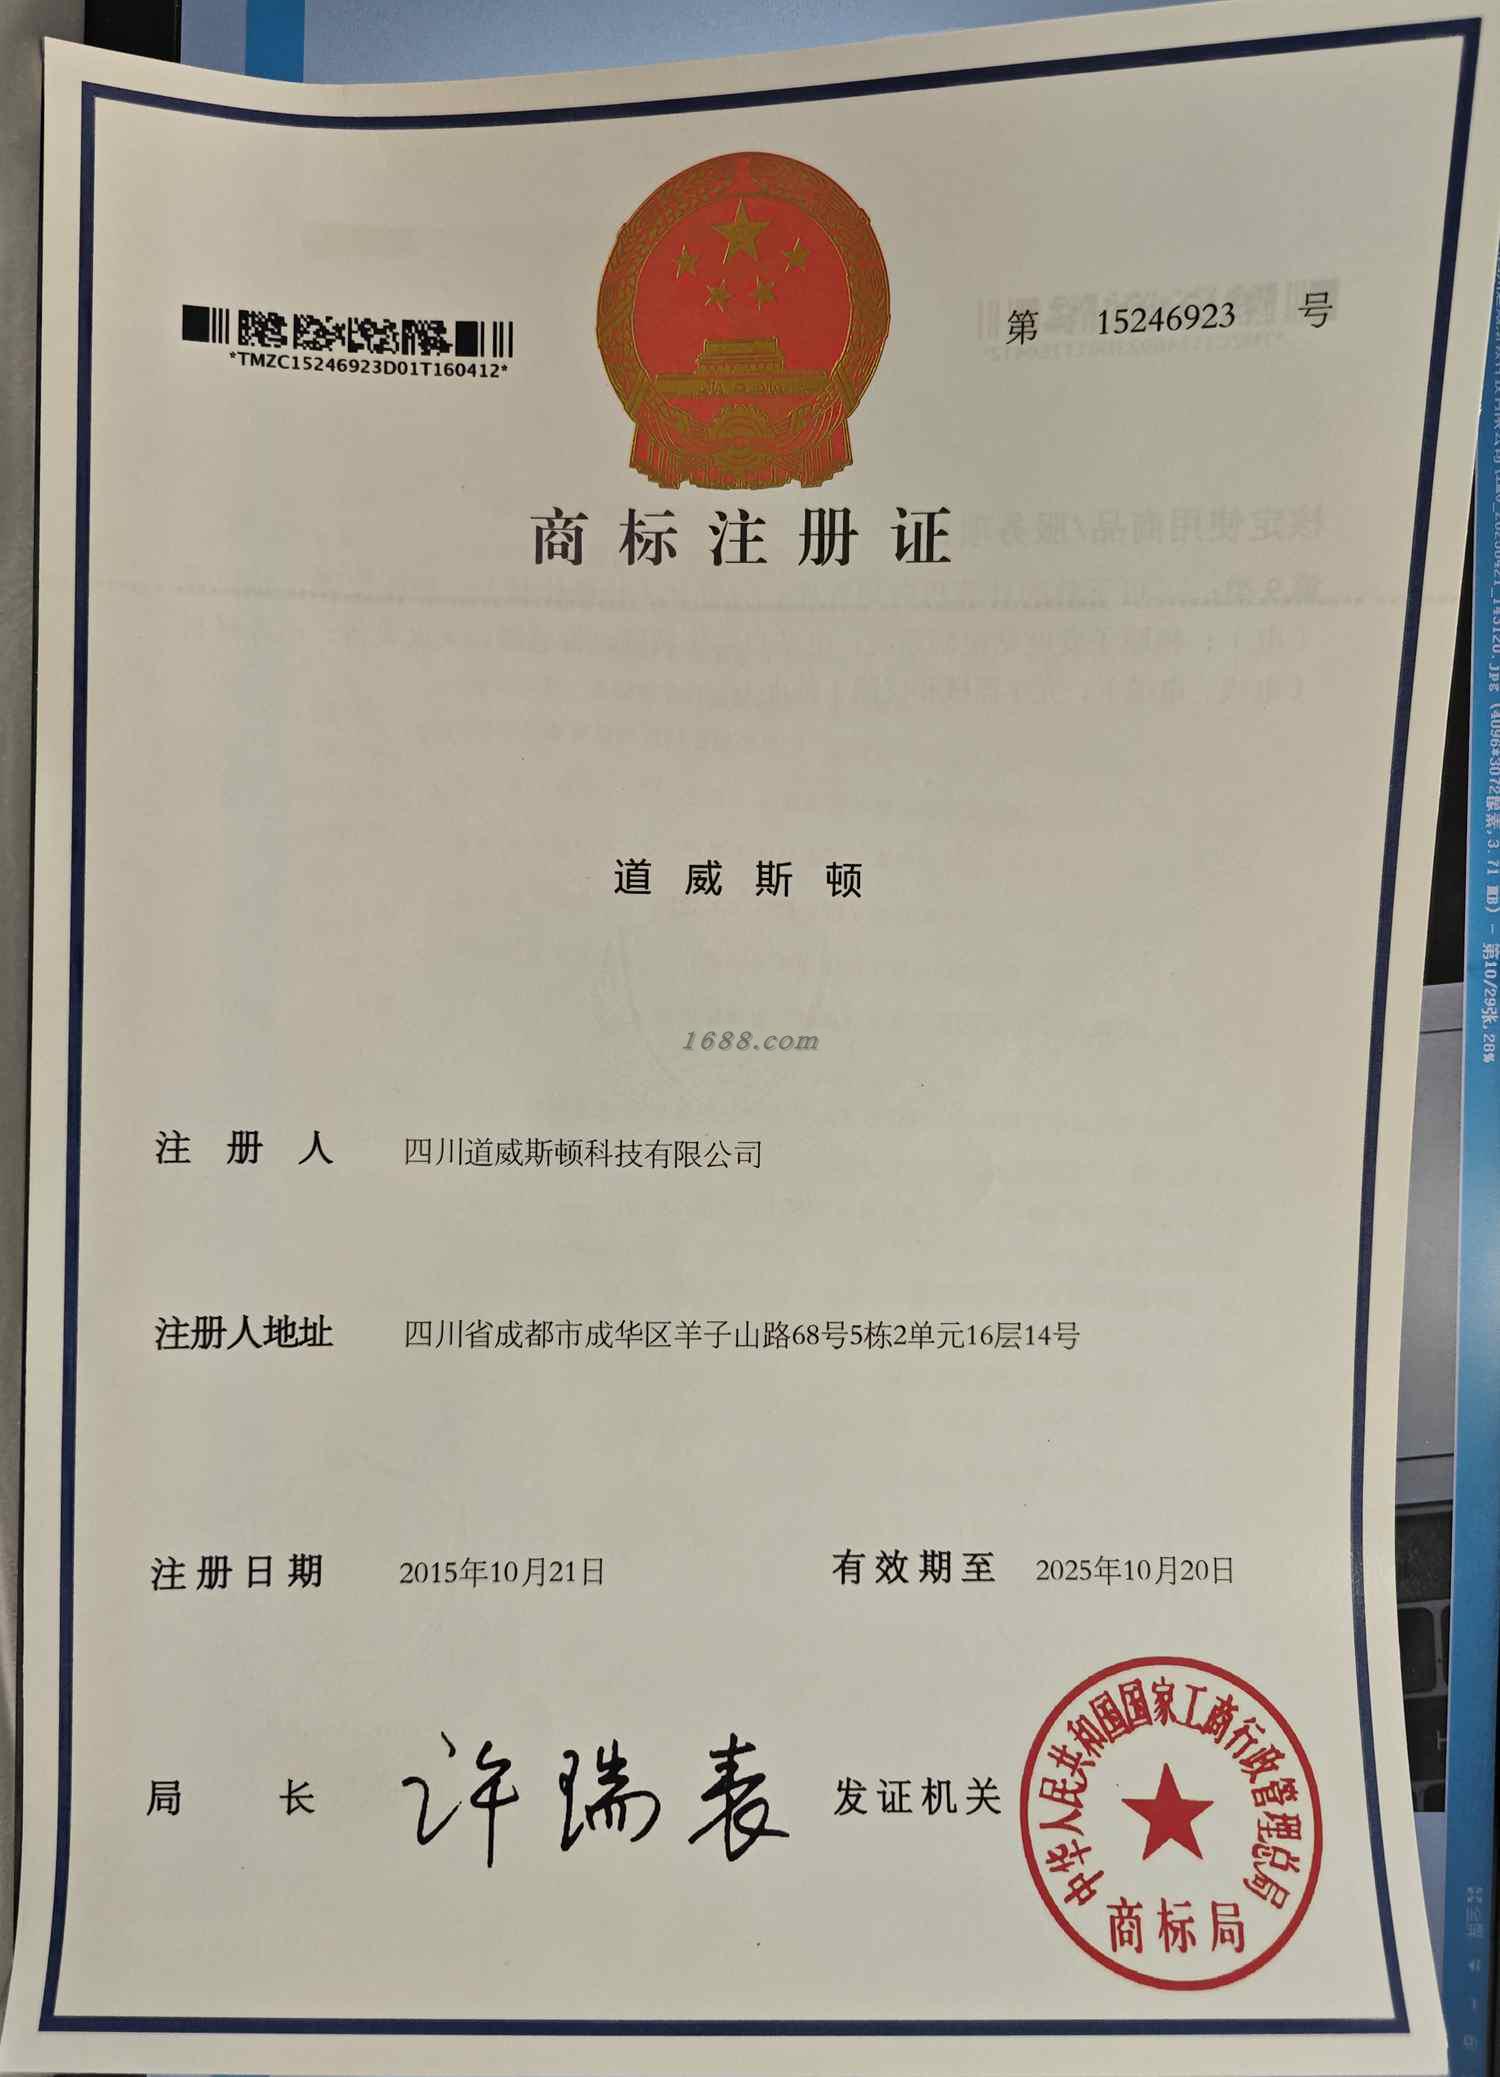 *TMZC15246923D01T160412*
第 15246923 号
商标注册证
道威斯顿
1688.com
注册人 四川道威斯顿科技有限公司
注册人地址 四川省成都市成华区羊子山路68号5栋2单元16层14号
注册日期 2015年10月21日 有效期至 2025年10月20日
局长 许瑞表 发证机关
中华人民共和国国家工商行政管理总局
商标局